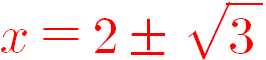 x = 2 ± √3